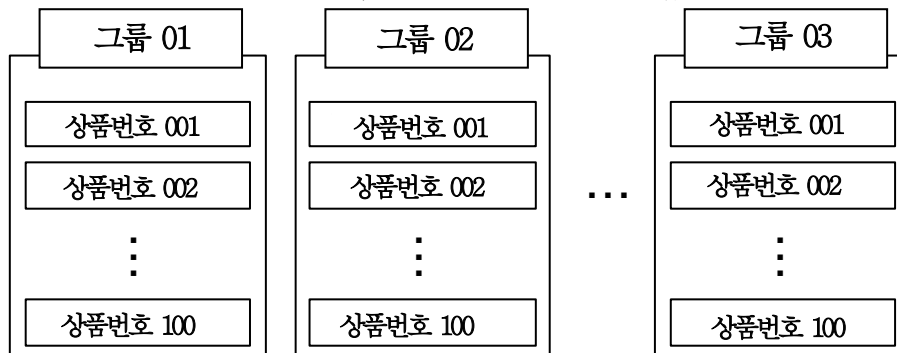 그룹 01 그룹 02 그룹 03
상품번호 001 상품번호 001 상품번호 001
상품번호 002 상품번호 002 ... 상품번호 002
상품번호 100 상품번호 100 상품번호 100